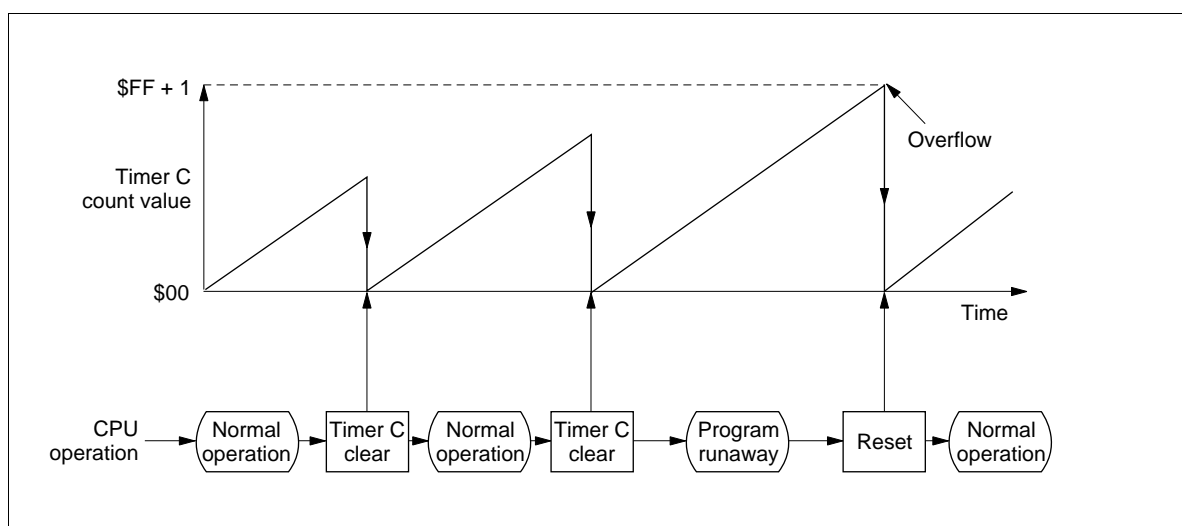 $FF + 1
Overflow
Timer C
count value
$00
Time
CPU
operation
Normal
operation
Timer C
clear
Normal
operation
Timer C
clear
Program
runaway
Reset
Normal
operation